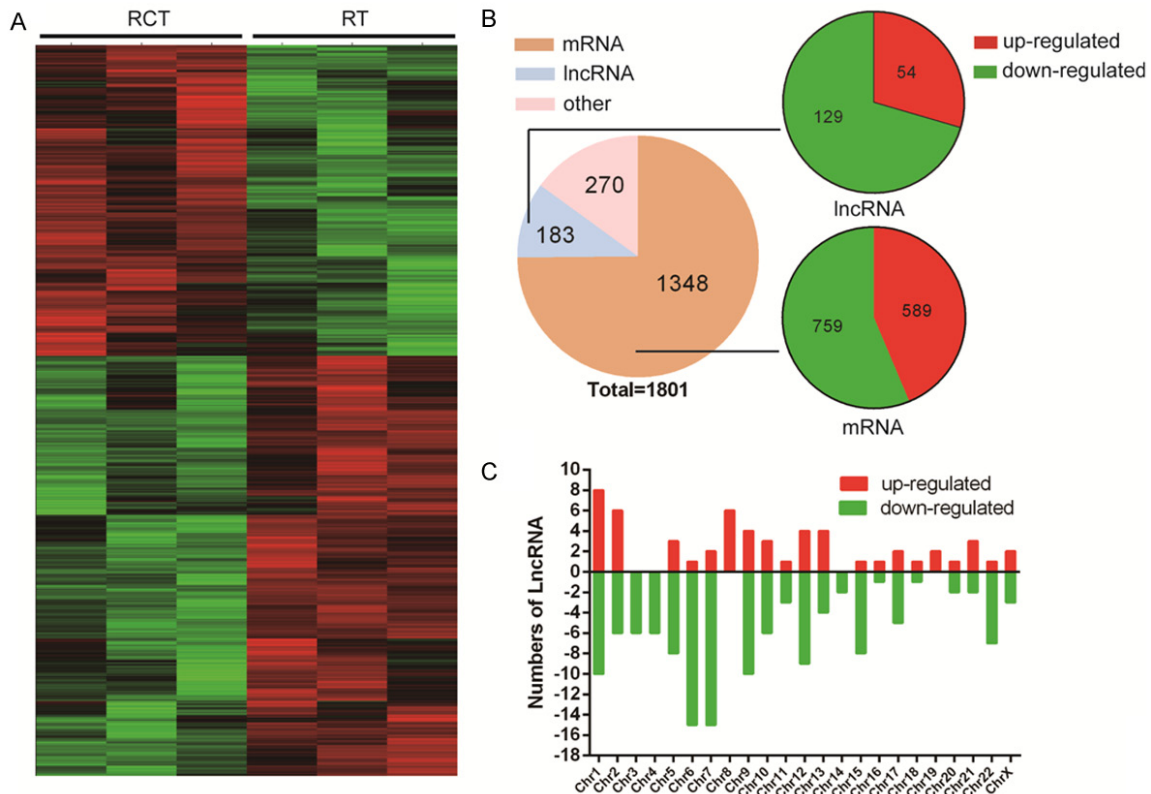 A
RCT RT
B
mRNA
lncRNA
other
270
183
1348
Total=1801
up-regulated
down-regulated
54
129
lncRNA
759
589
mRNA
C
up-regulated
down-regulated
Numbers of LncRNA
10
8
6
4
2
0
-2
-4
-6
-8
-10
-12
-14
-16
-18
Chr1
Chr2
Chr3
Chr4
Chr5
Chr6
Chr7
Chr8
Chr9
Chr10
Chr11
Chr12
Chr13
Chr14
Chr15
Chr16
Chr17
Chr18
Chr19
Chr20
Chr21
Chr22
ChrX